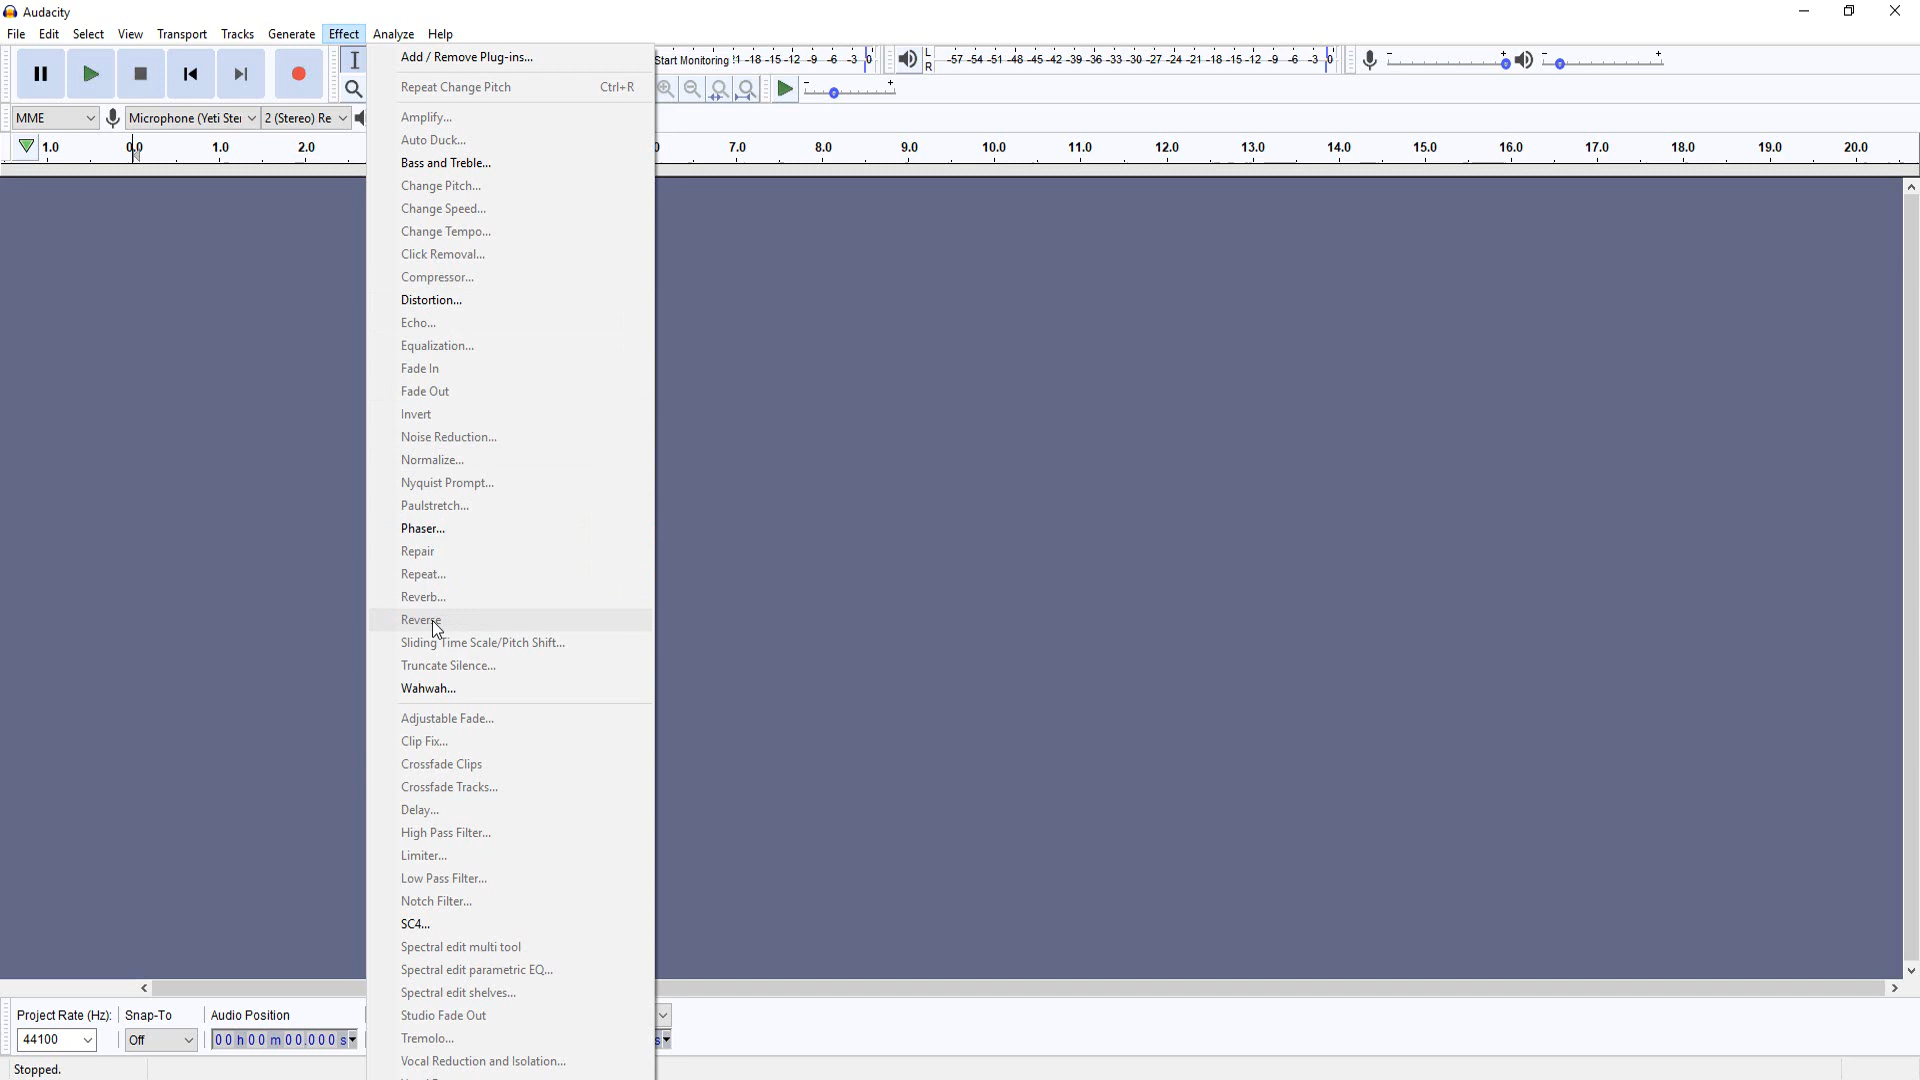 Audacity
File Edit Select View Transport Tracks Generate Effect Analyze Help
Add / Remove Plug-ins...
Start Monitoring -18 -15 -12 -9 -6 -3 0
L
R
-57 -54 -51 -48 -45 -42 -39 -36 -33 -30 -27 -24 -21 -18 -15 -12 -9 -6 -3 0
Repeat Change Pitch Ctrl+R
MME Microphone (Yeti Ster 2 (Stereo) Re
1.0 0.0 1.0 2.0 7.0 8.0 9.0 10.0 11.0 12.0 13.0 14.0 15.0 16.0 17.0 18.0 19.0 20.0
Amplify...
Auto Duck...
Bass and Treble...
Change Pitch...
Change Speed...
Change Tempo...
Click Removal...
Compressor...
Distortion...
Echo...
Equalization...
Fade In
Fade Out
Invert
Noise Reduction...
Normalize...
Nyquist Prompt...
Paulstretch...
Phaser...
Repair
Repeat...
Reverb...
Reverse
Sliding Time Scale/Pitch Shift...
Truncate Silence...
Wahwah...
Adjustable Fade...
Clip Fix...
Crossfade Clips
Crossfade Tracks...
Delay...
High Pass Filter...
Limiter...
Low Pass Filter...
Notch Filter...
SC4...
Spectral edit multi tool
Spectral edit parametric EQ...
Spectral edit shelves...
Studio Fade Out
Tremolo...
Vocal Reduction and Isolation...
Project Rate (Hz): Snap-To Audio Position
44100 Off 00 h 00 m 00.000 s
Stopped.